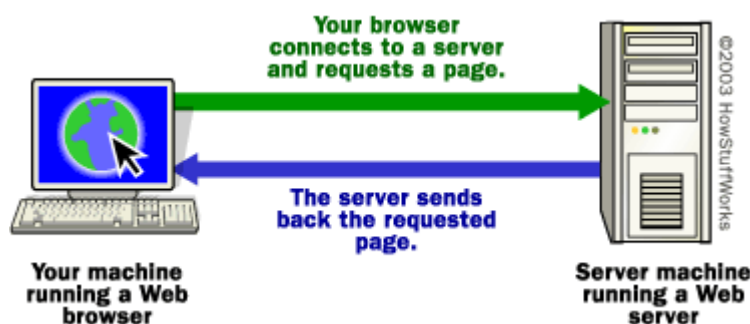 Your browser
connects to a server
and requests a page.
The server sends
back the requested
page.
Your machine
running a Web
browser
Server machine
running a Web
server
©2003 HowStuffWorks